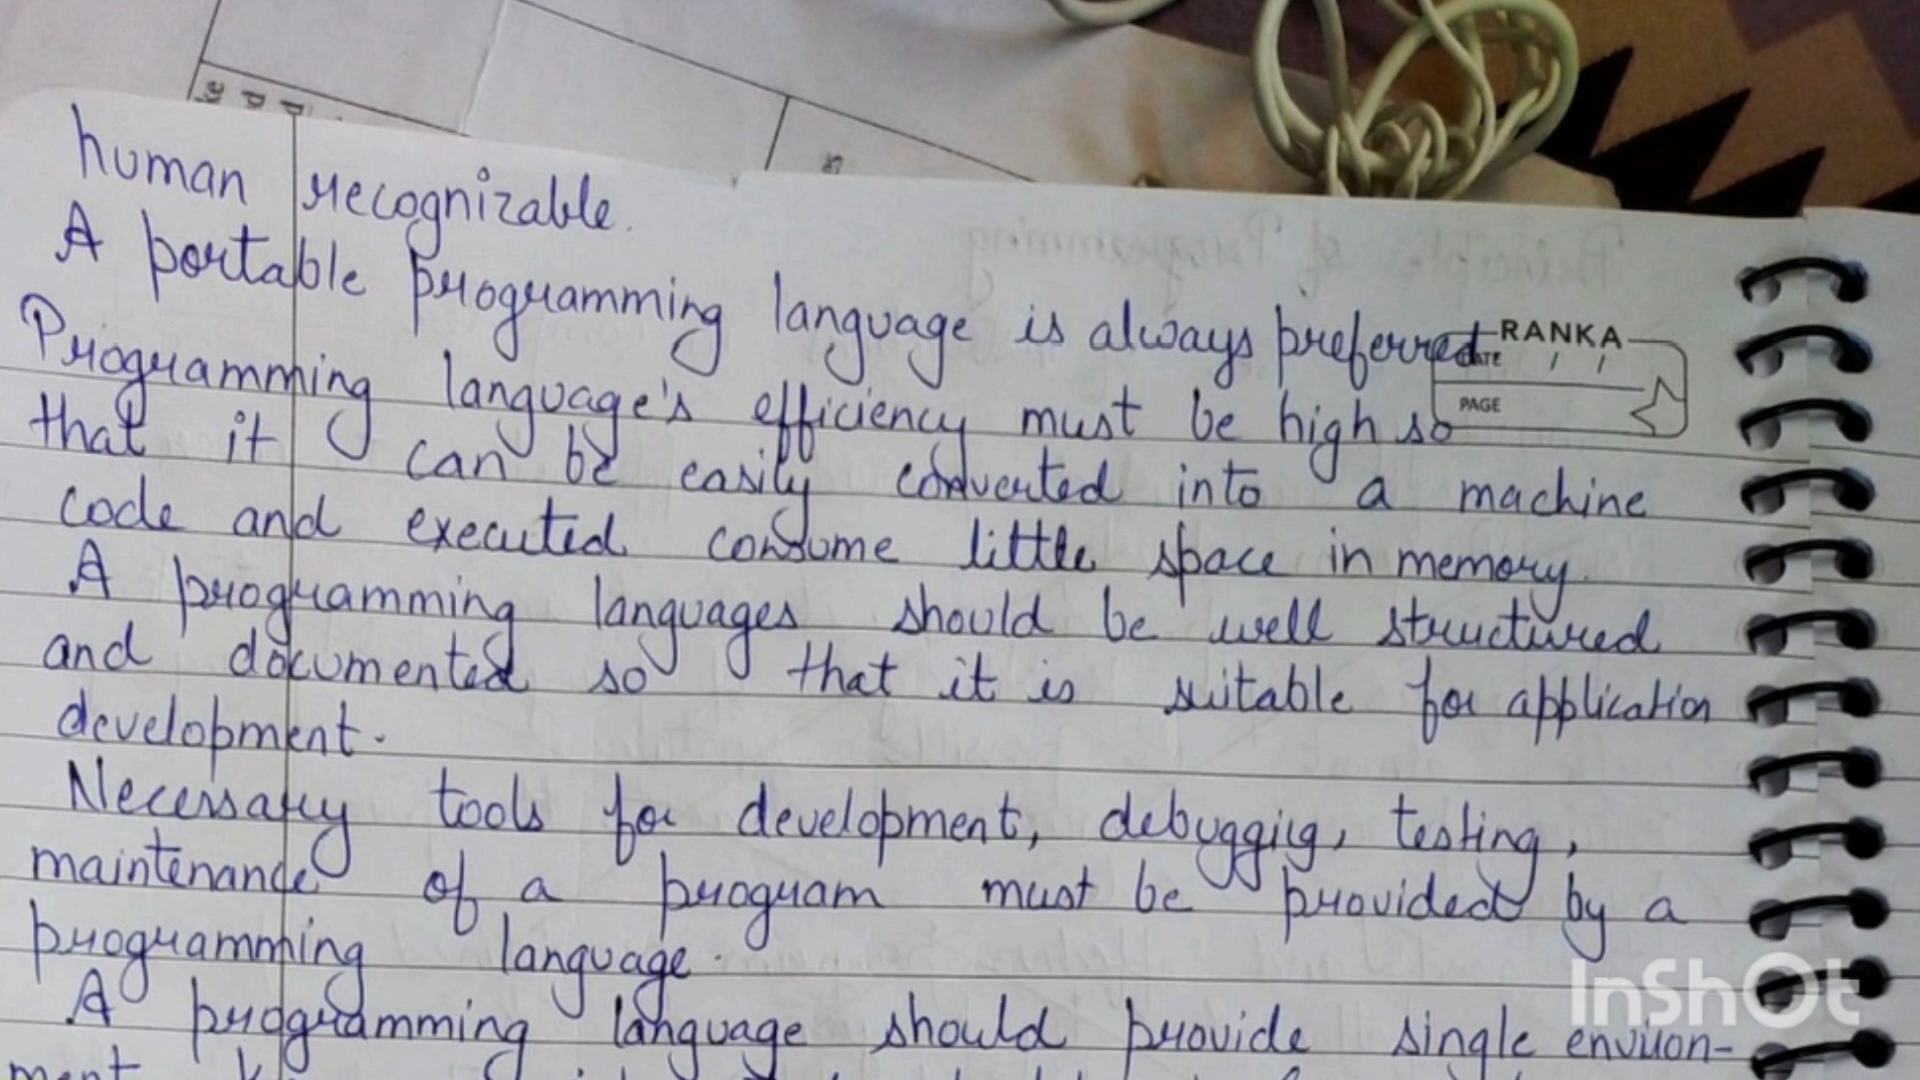 human recognizable.
A portable programming language is always preferred
RANKA
DATE / /
PAGE
Programming language's efficiency must be high so
that it can be easily converted into a machine
code and executed consume little space in memory.
A programming languages should be well structured
and documented so that it is suitable for application
development.
Necessary tools for development, debuggig, testing,
maintenance of a program must be provided by a
programming language.
A programming language should provide single environ-
InShOt